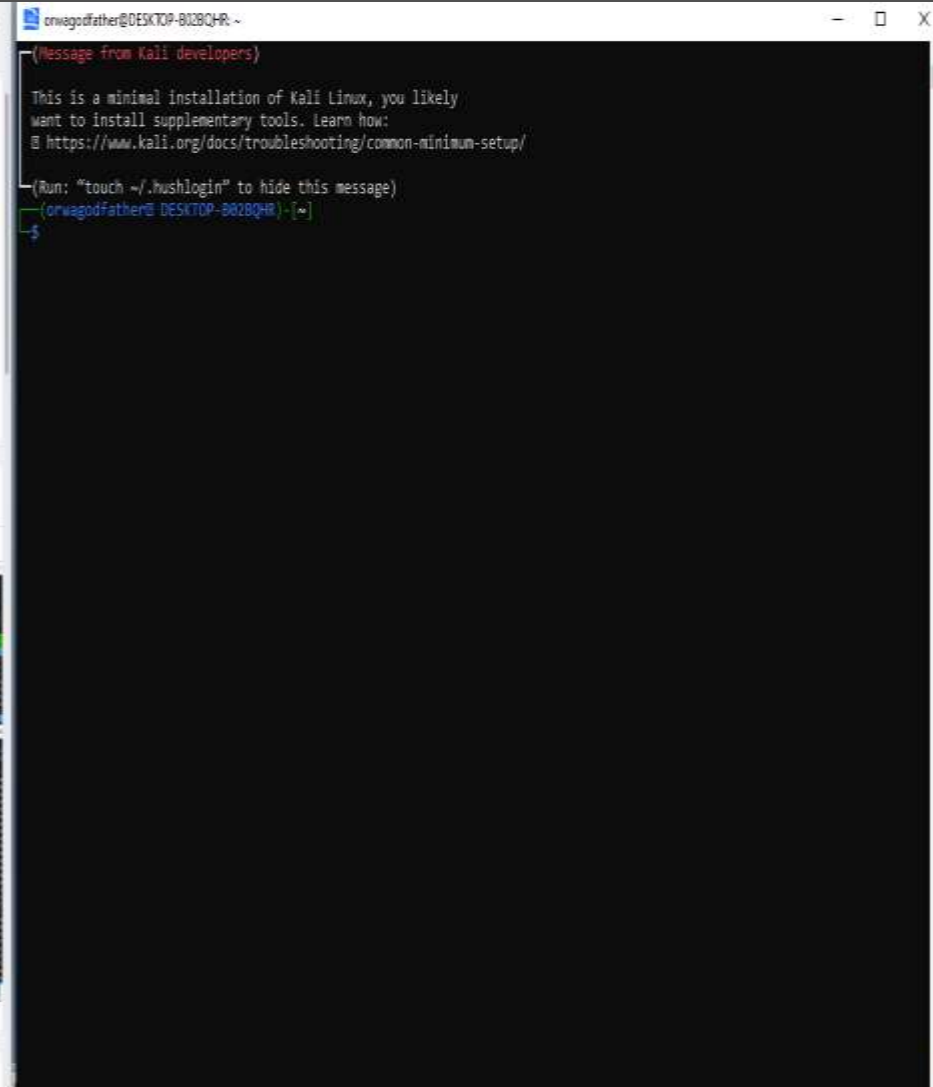 orwagodfather@DESKTOP-B02BQHR: ~
(Message from Kali developers)
This is a minimal installation of Kali Linux, you likely
want to install supplementary tools. Learn how:
https://www.kali.org/docs/troubleshooting/common-minimum-setup/
(Run: “touch ~/.hushlogin” to hide this message)
(orwagodfather DESKTOP-B02BQHR)-[~]
$